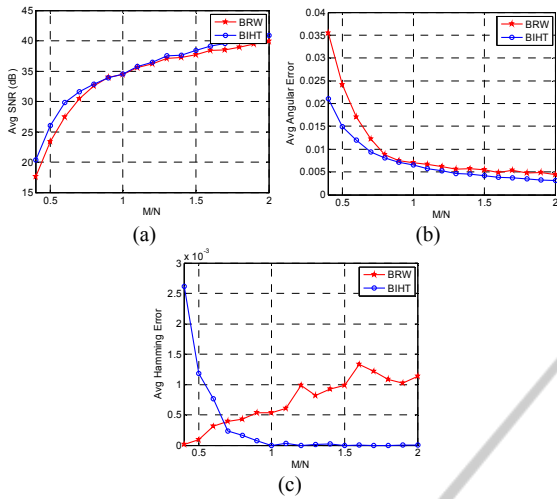 45
40
35
30
25
20
15
Avg SNR (dB)
0.5
1
1.5
2
M/N
BRW
BIHT
(a)
0.04
0.035
0.03
0.025
0.02
0.015
0.01
0.005
0
Avg Angular Error
0.5
1
1.5
2
M/N
BRW
BIHT
(b)
x 10^-3
3
2.5
2
1.5
1
0.5
0
Avg Hamming Error
0.5
1
1.5
2
M/N
BRW
BIHT
(c)